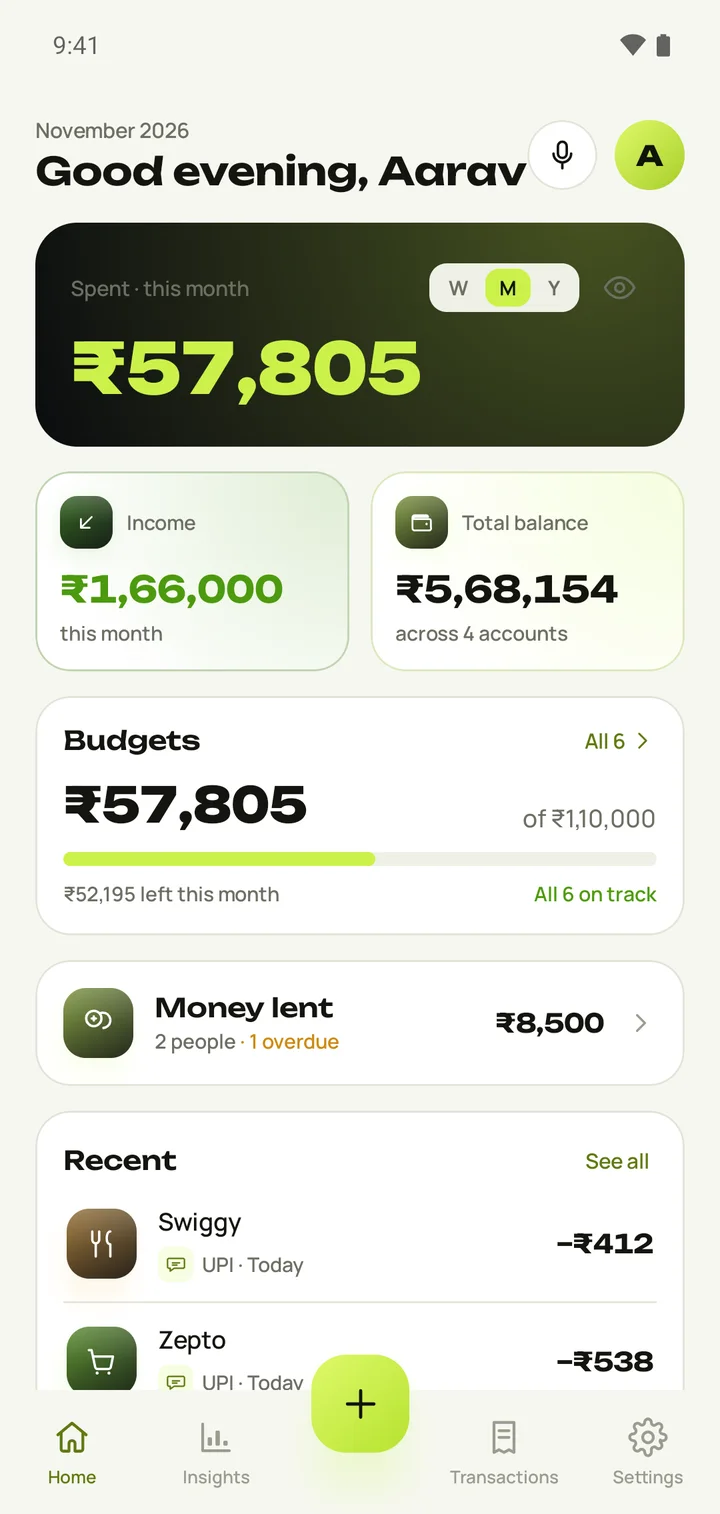 9:41
November 2026
Good evening, Aarav
A
Spent · this month
W M Y
₹57,805
Income
₹1,66,000
this month
Total balance
₹5,68,154
across 4 accounts
Budgets
All 6
₹57,805
of ₹1,10,000
₹52,195 left this month
All 6 on track
Money lent
2 people · 1 overdue
₹8,500
Recent
See all
Swiggy
UPI · Today
−₹412
Zepto
UPI · Today
−₹538
Home
Insights
Transactions
Settings